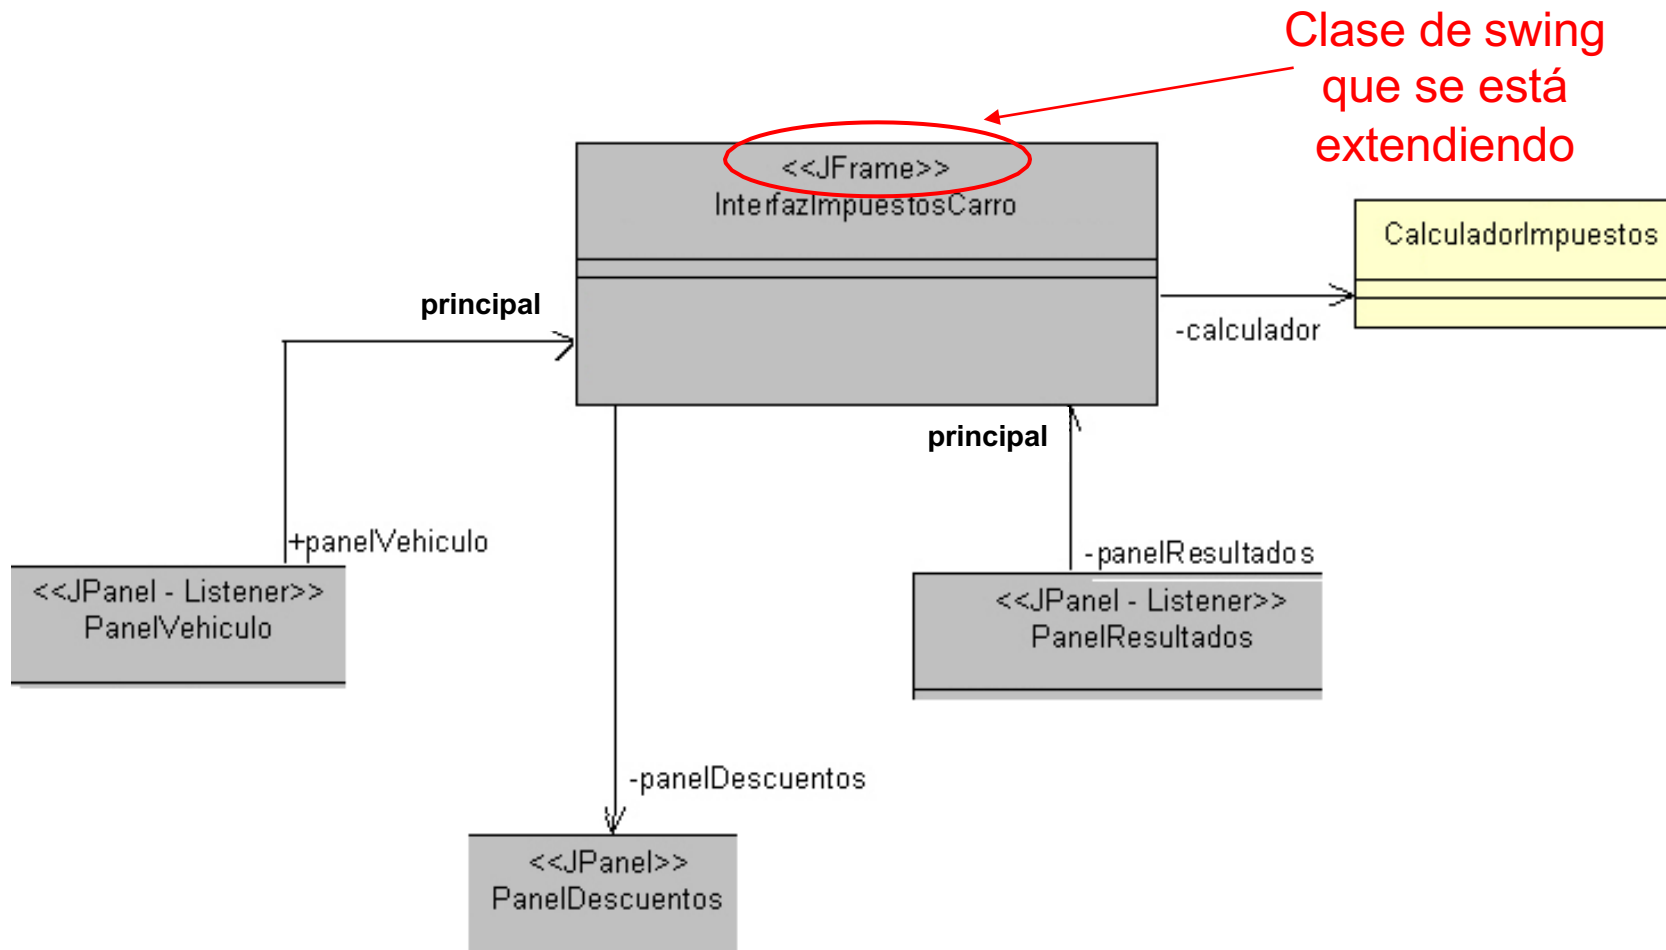 Clase de swing
que se está
extendiendo
<<JFrame>>
InterfazImpuestosCarro
CalculadorImpuestos
principal
-calculador
principal
+panelVehiculo
-panelResultados
<<JPanel - Listener>>
PanelVehiculo
<<JPanel - Listener>>
PanelResultados
-panelDescuentos
<<JPanel>>
PanelDescuentos